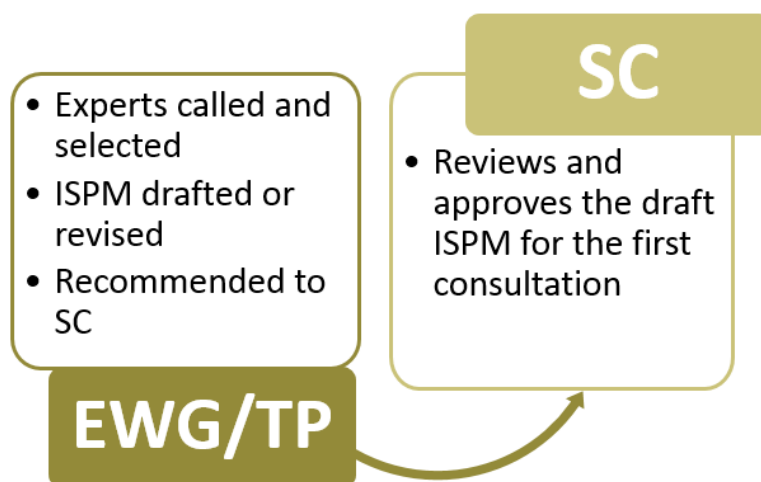 • Experts called and
selected
• ISPM drafted or
revised
• Recommended to
SC
EWG/TP
SC
• Reviews and
approves the draft
ISPM for the first
consultation